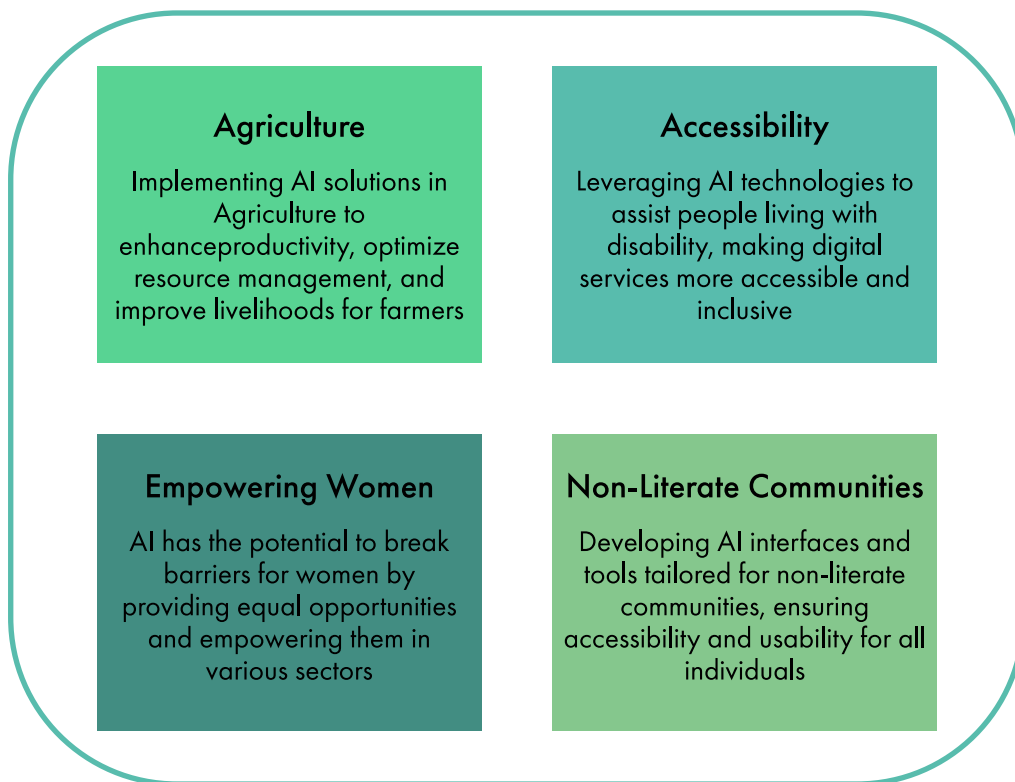 Agriculture
Implementing AI solutions in
Agriculture to
enhanceproductivity, optimize
resource management, and
improve livelihoods for farmers
Accessibility
Leveraging AI technologies to
assist people living with
disability, making digital
services more accessible and
inclusive
Empowering Women
AI has the potential to break
barriers for women by
providing equal opportunities
and empowering them in
various sectors
Non-Literate Communities
Developing AI interfaces and
tools tailored for non-literate
communities, ensuring
accessibility and usability for all
individuals